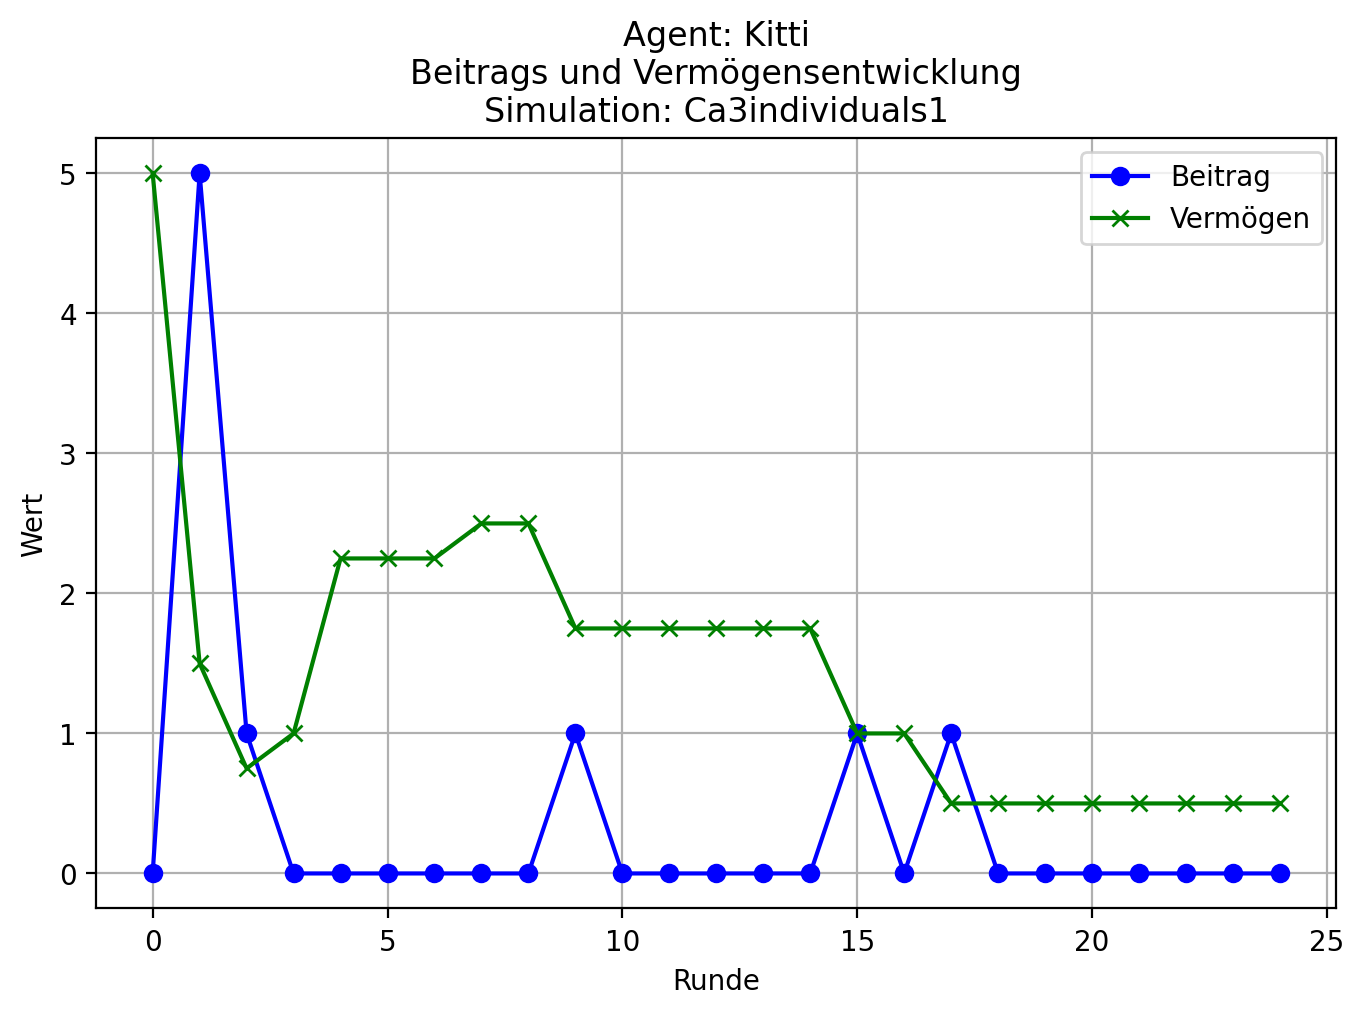 Agent: Kitti
Beitrags und Vermögensentwicklung
Simulation: Ca3individuals1
Beitrag
Vermögen
Wert
5
4
3
2
1
0
0 5 10 15 20 25
Runde